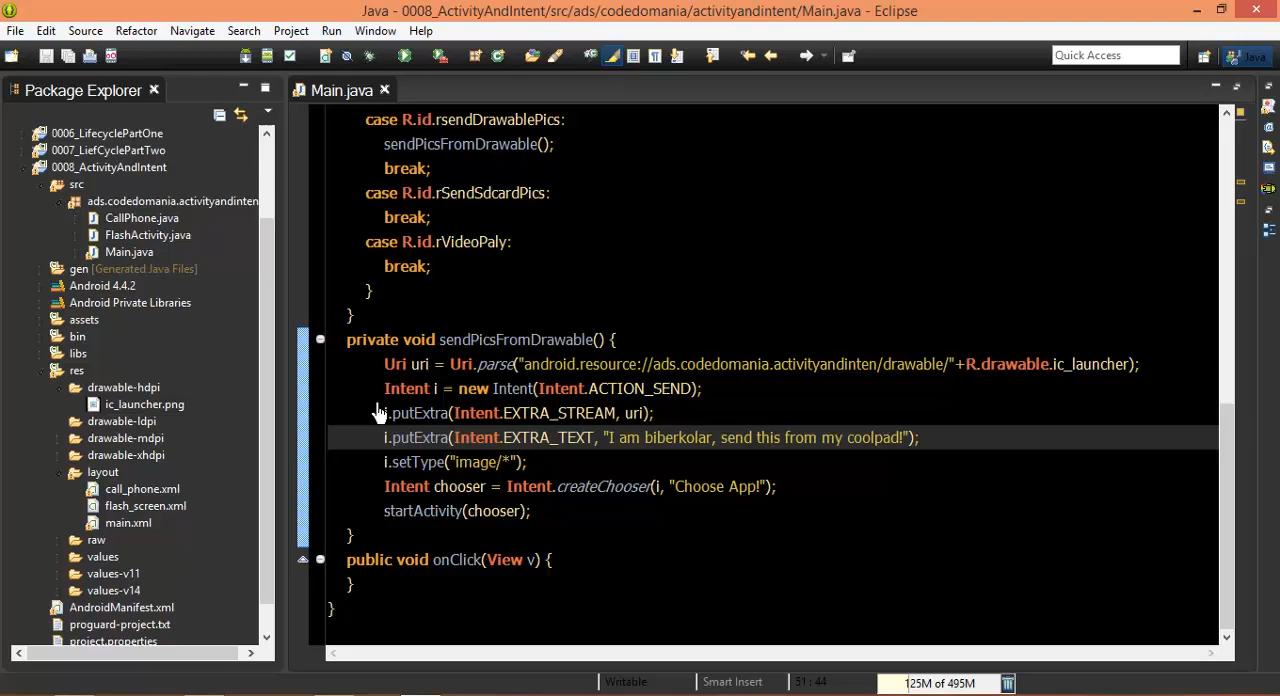 Java - 0008_ActivityAndIntent/src/ads/codedomania/activityandintent/Main.java - Eclipse
File Edit Source Refactor Navigate Search Project Run Window Help
Quick Access
Java
Package Explorer
Main.java
0006_LifecyclePartOne
0007_LiefCyclePartTwo
0008_ActivityAndIntent
src
ads.codedomania.activityandinten
CallPhone.java
FlashActivity.java
Main.java
gen [Generated Java Files]
Android 4.4.2
Android Private Libraries
assets
bin
libs
res
drawable-hdpi
ic_launcher.png
drawable-ldpi
drawable-mdpi
drawable-xhdpi
layout
call_phone.xml
flash_screen.xml
main.xml
raw
values
values-v11
values-v14
AndroidManifest.xml
proguard-project.txt
project.properties
case R.id.rsendDrawablePics:
sendPicsFromDrawable();
break;
case R.id.rSendSdcardPics:
break;
case R.id.rVideoPaly:
break;
}
}
private void sendPicsFromDrawable() {
Uri uri = Uri.parse("android.resource://ads.codedomania.activityandinten/drawable/"+R.drawable.ic_launcher);
Intent i = new Intent(Intent.ACTION_SEND);
i.putExtra(Intent.EXTRA_STREAM, uri);
i.putExtra(Intent.EXTRA_TEXT, "I am biberkolar, send this from my coolpad!");
i.setType("image/*");
Intent chooser = Intent.createChooser(i, "Choose App!");
startActivity(chooser);
}
public void onClick(View v) {
}
}
Writable
Smart Insert
51 : 44
125M of 495M